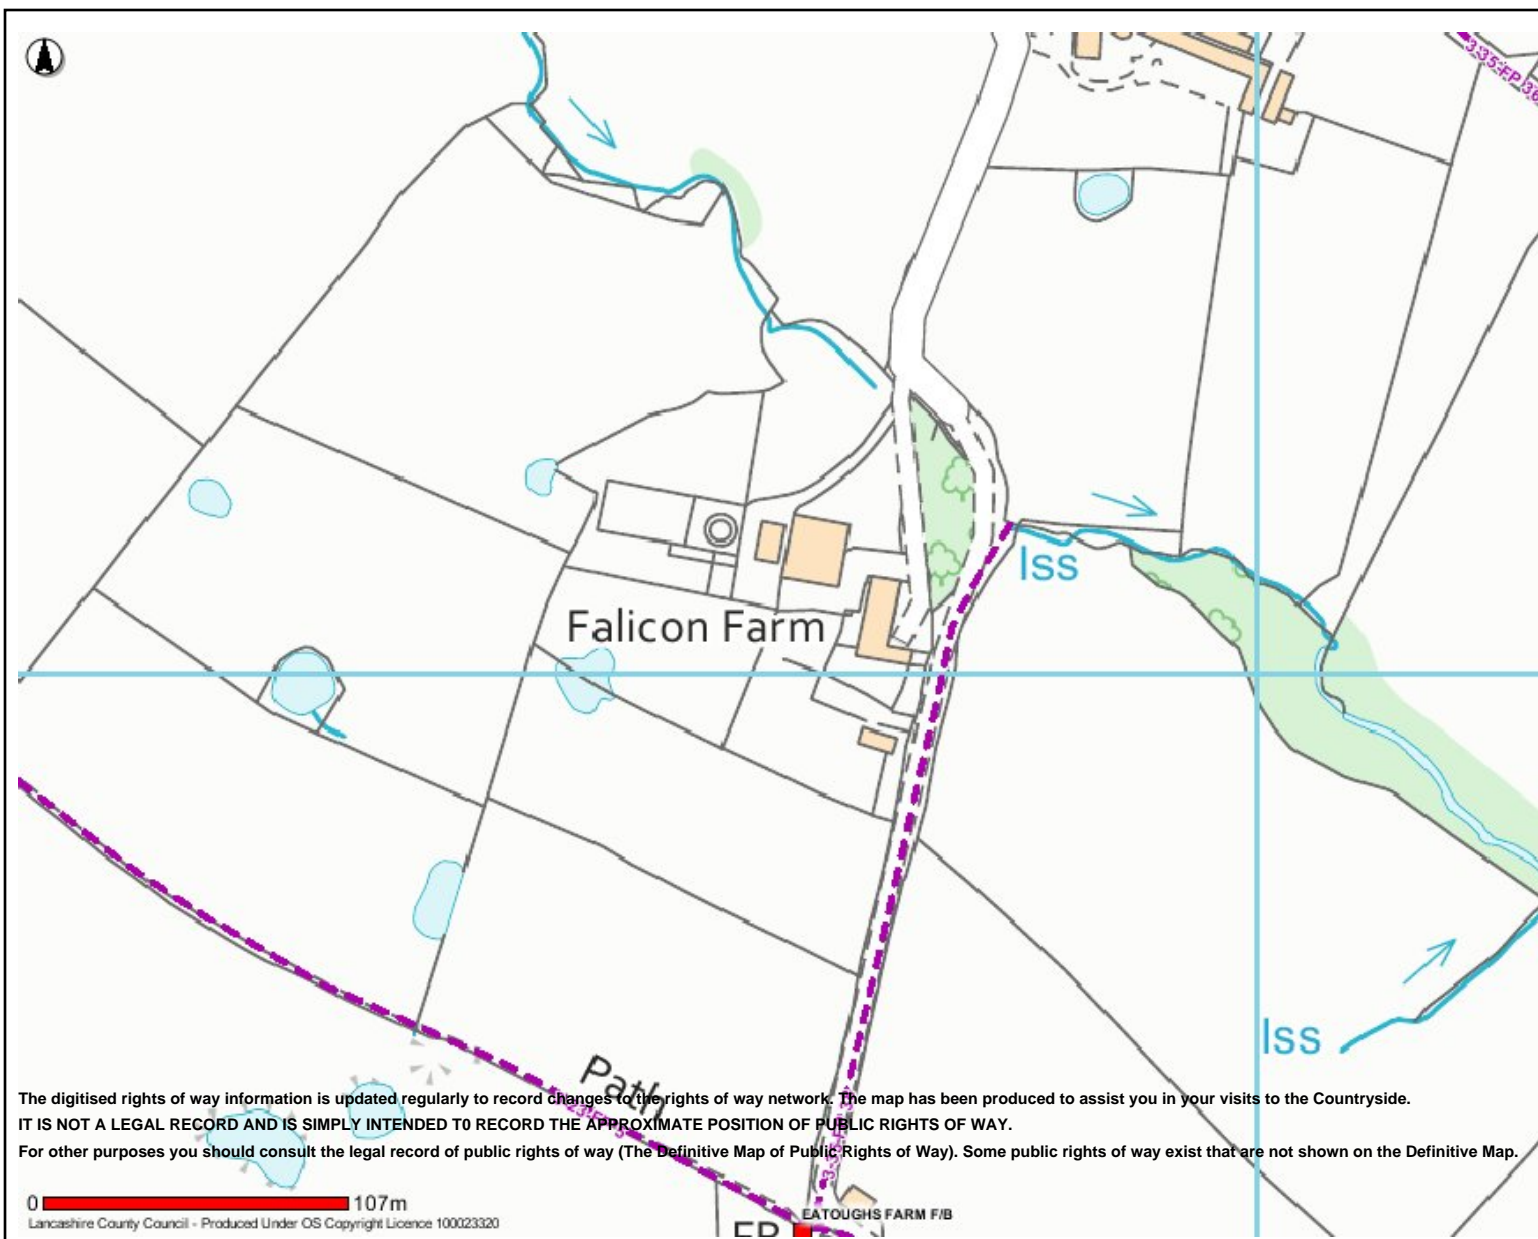 3-35-FP 36
Iss
Falicon Farm
Iss
Path
The digitised rights of way information is updated regularly to record changes to the rights of way network. The map has been produced to assist you in your visits to the Countryside.
IT IS NOT A LEGAL RECORD AND IS SIMPLY INTENDED T0 RECORD THE APPROXIMATE POSITION OF PUBLIC RIGHTS OF WAY.
For other purposes you should consult the legal record of public rights of way (The Definitive Map of Public Rights of Way). Some public rights of way exist that are not shown on the Definitive Map.
0 107m
Lancashire County Council - Produced Under OS Copyright Licence 100023320
EATOUGHS FARM F/B
FP